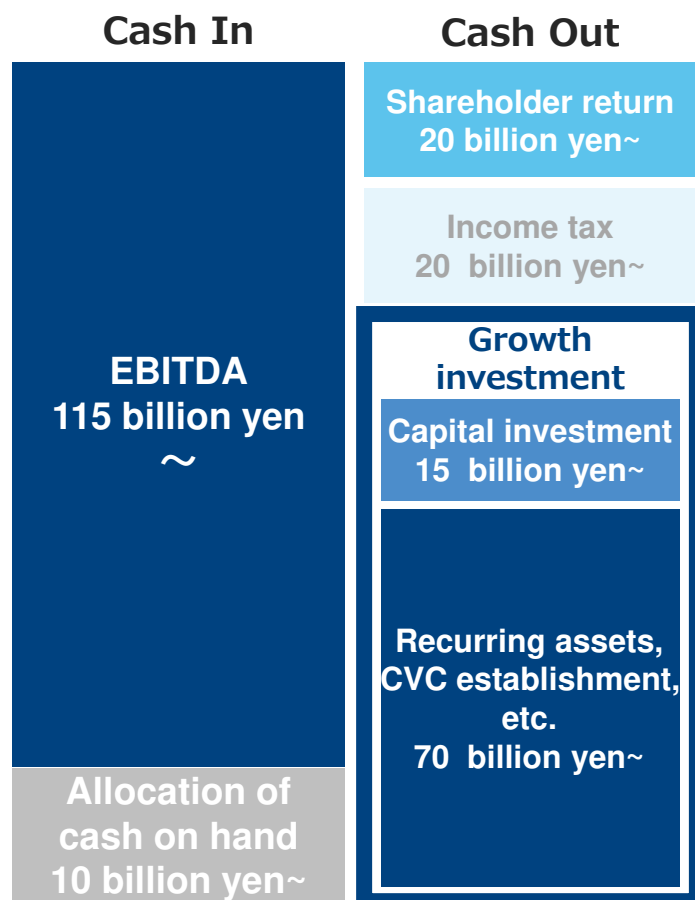 Cash In
Cash Out
EBITDA
115 billion yen
～
Allocation of
cash on hand
10 billion yen~
Shareholder return
20 billion yen~
Income tax
20 billion yen~
Growth
investment
Capital investment
15 billion yen~
Recurring assets,
CVC establishment,
etc.
70 billion yen~